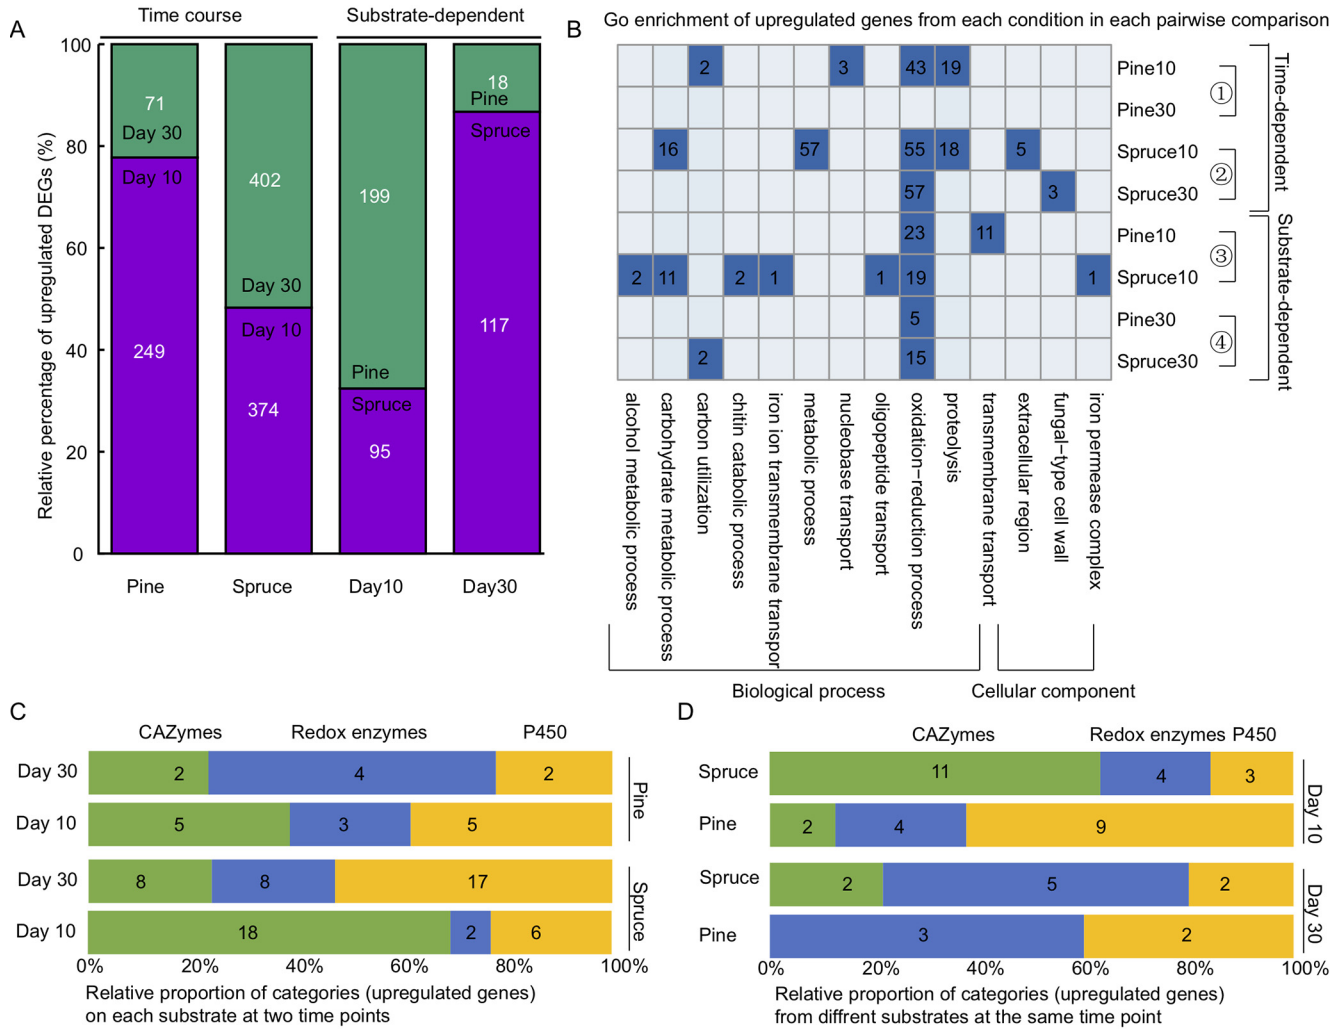 A
Time course
Substrate-dependent
Relative percentage of upregulated DEGs (%)
100
80
60
40
20
0
71
Day 30
Day 10
249
402
Day 30
Day 10
374
199
Pine
Spruce
95
18
Pine
Spruce
117
Pine
Spruce
Day10
Day30
B
Go enrichment of upregulated genes from each condition in each pairwise comparison
2 3 43 19 Pine10
Pine30
①
16 57 55 18 5 Spruce10
57 3 Spruce30
②
23 11 Pine10
2 11 2 1 1 19 1 Spruce10
③
5 Pine30
2 15 Spruce30
④
Time-dependent
Substrate-dependent
alcohol metabolic process
carbohydrate metabolic process
carbon utilization
chitin catabolic process
iron ion transmembrane transpor
metabolic process
nucleobase transport
oligopeptide transport
oxidation−reduction process
proteolysis
transmembrane transport
extracellular region
fungal−type cell wall
iron permease complex
Biological process
Cellular component
C
CAZymes Redox enzymes P450
Day 30 2 4 2
Day 10 5 3 5
Pine
Day 30 8 8 17
Day 10 18 2 6
Spruce
0% 20% 40% 60% 80% 100%
Relative proportion of categories (upregulated genes)
on each substrate at two time points
D
CAZymes Redox enzymes P450
Spruce 11 4 3
Pine 2 4 9
Day 10
Spruce 2 5 2
Pine 3 2
Day 30
0% 20% 40% 60% 80% 100%
Relative proportion of categories (upregulated genes)
from diffrent substrates at the same time point